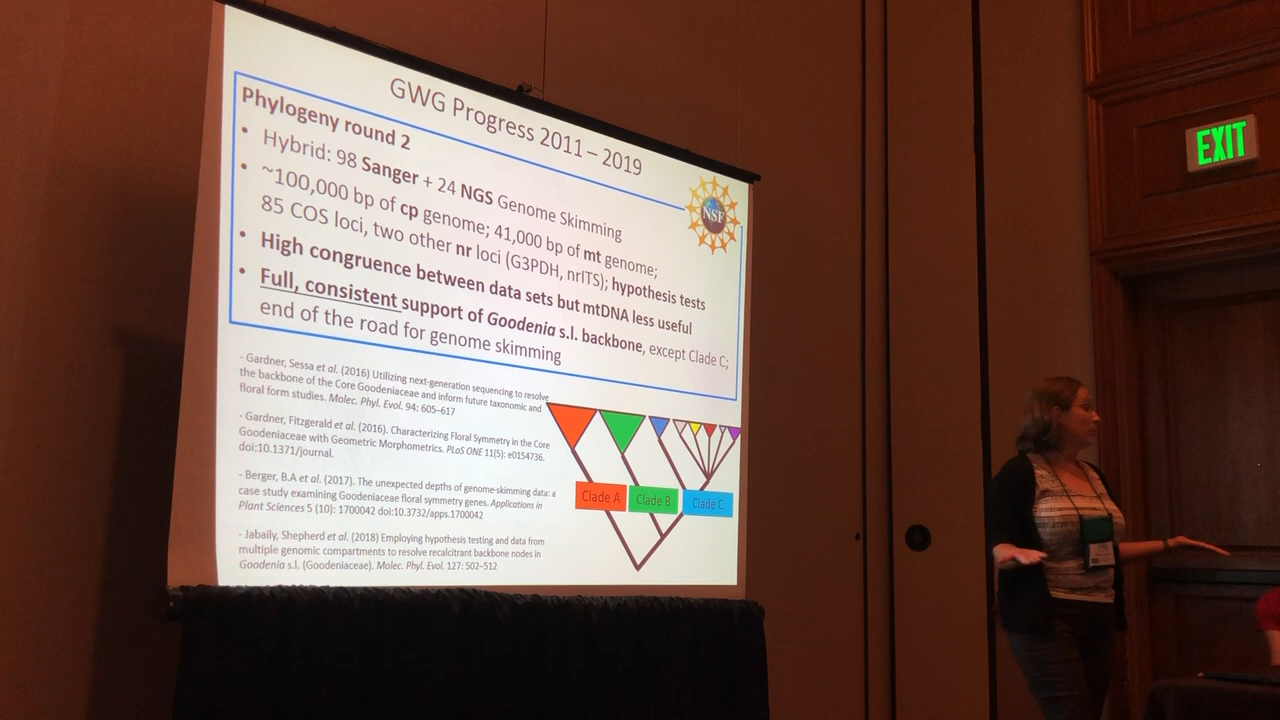 GWG Progress 2011 – 2019
Phylogeny round 2
• Hybrid: 98 Sanger + 24 NGS Genome Skimming
• ~100,000 bp of cp genome; 41,000 bp of mt genome;
85 COS loci, two other nr loci (G3PDH, nrITS); hypothesis tests
• High congruence between data sets but mtDNA less useful
• Full, consistent support of Goodenia s.l. backbone, except Clade C;
end of the road for genome skimming
NSF
- Gardner, Sessa et al. (2016) Utilizing next-generation sequencing to resolve
the backbone of the Core Goodeniaceae and inform future taxonomic and
floral form studies. Molec. Phyl. Evol. 94: 605–617
- Gardner, Fitzgerald et al. (2016). Characterizing Floral Symmetry in the Core
Goodeniaceae with Geometric Morphometrics. PLoS ONE 11(5): e0154736.
doi:10.1371/journal.
- Berger, B.A et al. (2017). The unexpected depths of genome-skimming data: a
case study examining Goodeniaceae floral symmetry genes. Applications in
Plant Sciences 5 (10): 1700042 doi:10.3732/apps.1700042
- Jabaily, Shepherd et al. (2018) Employing hypothesis testing and data from
multiple genomic compartments to resolve recalcitrant backbone nodes in
Goodenia s.l. (Goodeniaceae). Molec. Phyl. Evol. 127: 502–512
Clade A
Clade B
Clade C
EXIT